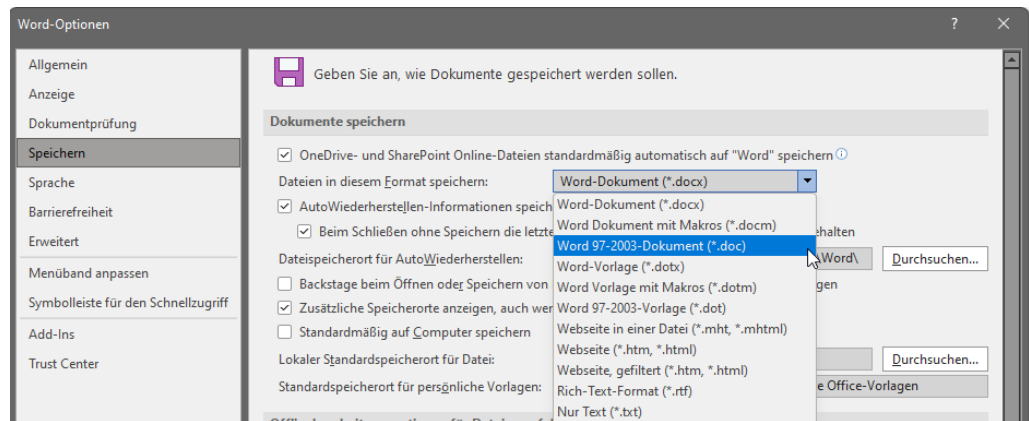 Word-Optionen ? ×
Allgemein
Anzeige
Dokumentprüfung
Speichern
Sprache
Barrierefreiheit
Erweitert
Menüband anpassen
Symbolleiste für den Schnellzugriff
Add-Ins
Trust Center
Geben Sie an, wie Dokumente gespeichert werden sollen.
Dokumente speichern
OneDrive- und SharePoint Online-Dateien standardmäßig automatisch auf "Word" speichern
Dateien in diesem Format speichern: Word-Dokument (*.docx)
AutoWiederherstellen-Informationen speich
Beim Schließen ohne Speichern die letzte halten
Dateispeicherort für AutoWiederherstellen: \Word\ Durchsuchen...
Backstage beim Öffnen oder Speichern von gen
Zusätzliche Speicherorte anzeigen, auch wer
Standardmäßig auf Computer speichern
Lokaler Standardspeicherort für Datei: Durchsuchen...
Standardspeicherort für persönliche Vorlagen: e Office-Vorlagen
Word-Dokument (*.docx)
Word Dokument mit Makros (*.docm)
Word 97-2003-Dokument (*.doc)
Word-Vorlage (*.dotx)
Word Vorlage mit Makros (*.dotm)
Word 97-2003-Vorlage (*.dot)
Webseite in einer Datei (*.mht, *.mhtml)
Webseite (*.htm, *.html)
Webseite, gefiltert (*.htm, *.html)
Rich-Text-Format (*.rtf)
Nur Text (*.txt)